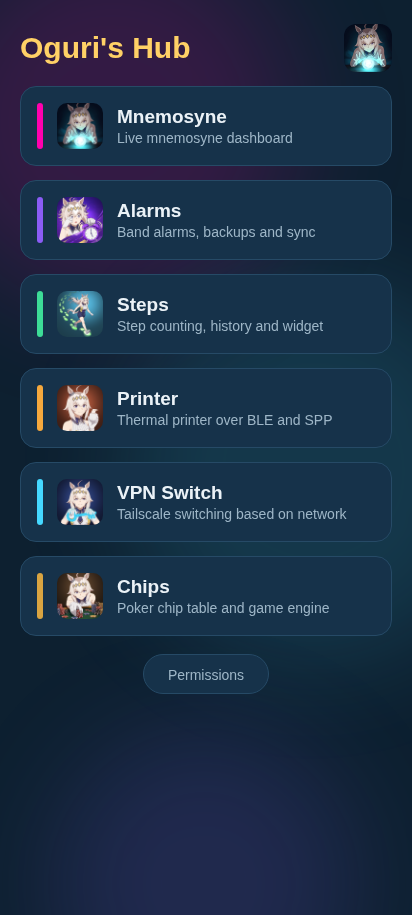 Oguri's Hub
Mnemosyne
Live mnemosyne dashboard
Alarms
Band alarms, backups and sync
Steps
Step counting, history and widget
Printer
Thermal printer over BLE and SPP
VPN Switch
Tailscale switching based on network
Chips
Poker chip table and game engine
Permissions